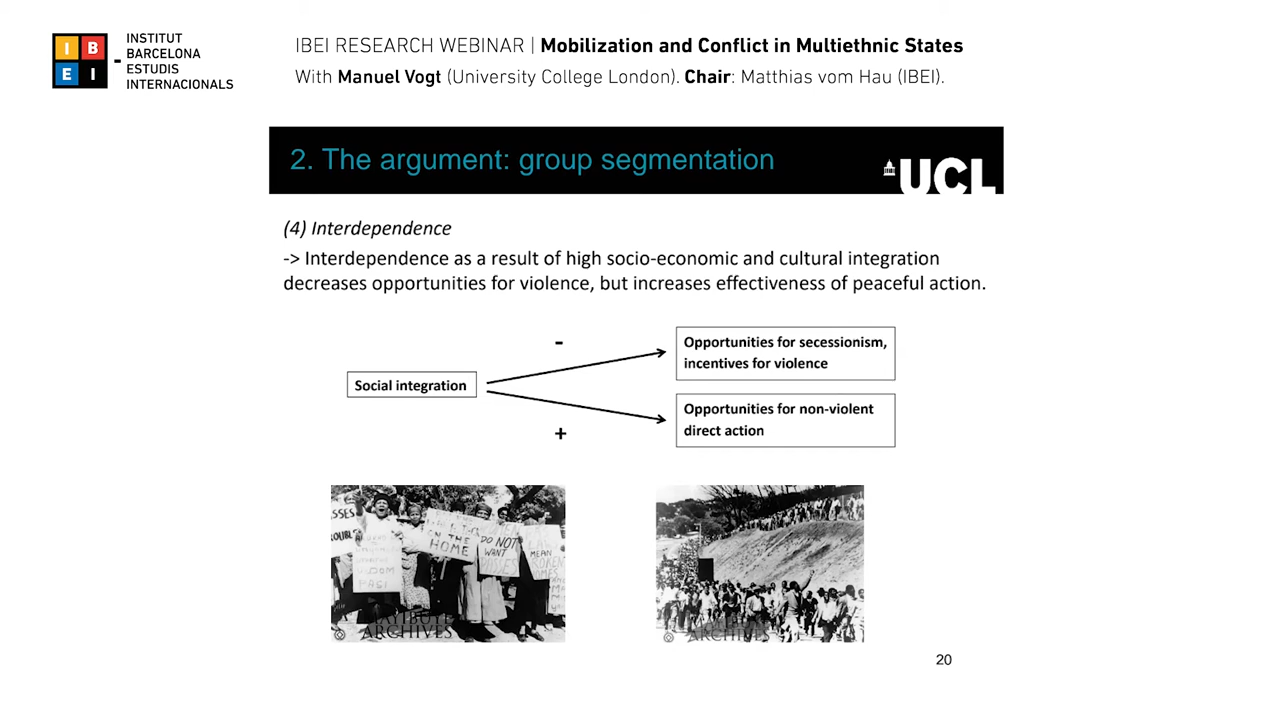 I B E I
INSTITUT
BARCELONA
ESTUDIS
INTERNACIONALS
IBEI RESEARCH WEBINAR | Mobilization and Conflict in Multiethnic States
With Manuel Vogt (University College London). Chair: Matthias vom Hau (IBEI).
2. The argument: group segmentation
UCL
(4) Interdependence
-> Interdependence as a result of high socio-economic and cultural integration
decreases opportunities for violence, but increases effectiveness of peaceful action.
-
Opportunities for secessionism,
incentives for violence
Social integration
Opportunities for non-violent
direct action
+
ON THE
HOME
DO NOT
WANT
MEAN
ARCHIVES
ARCHIVES
20